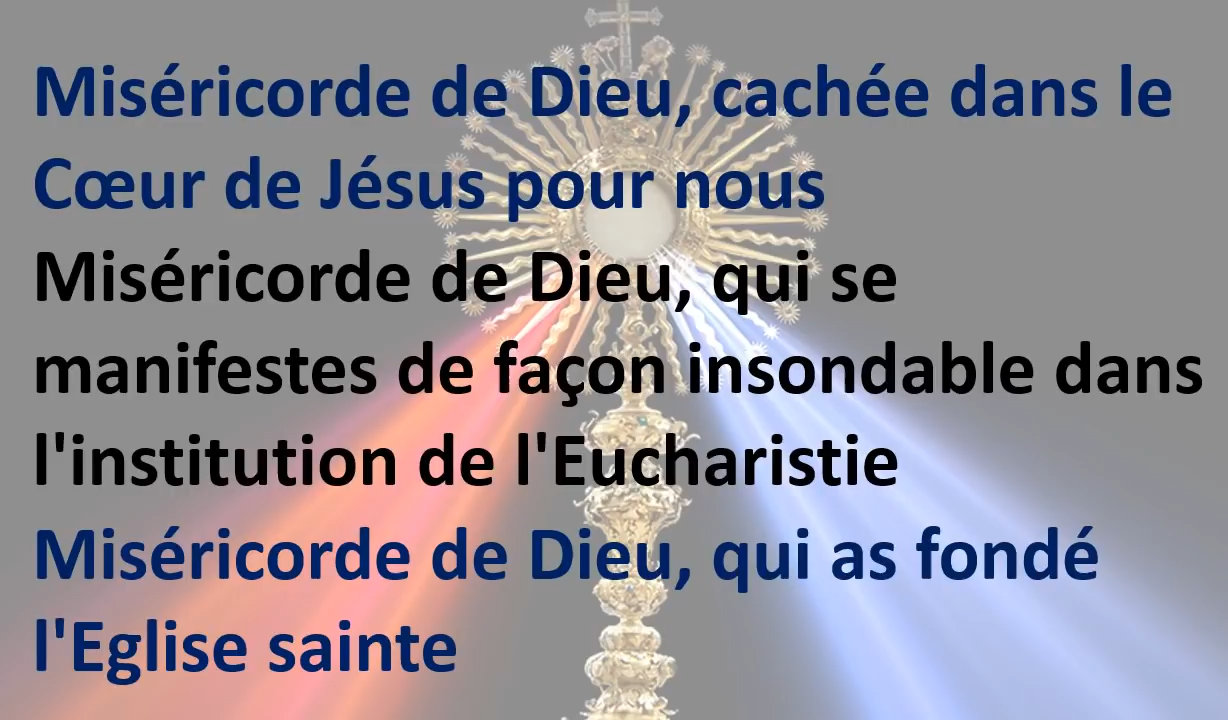 Miséricorde de Dieu, cachée dans le
Cœur de Jésus pour nous
Miséricorde de Dieu, qui se
manifestes de façon insondable dans
l'institution de l'Eucharistie
Miséricorde de Dieu, qui as fondé
l'Eglise sainte